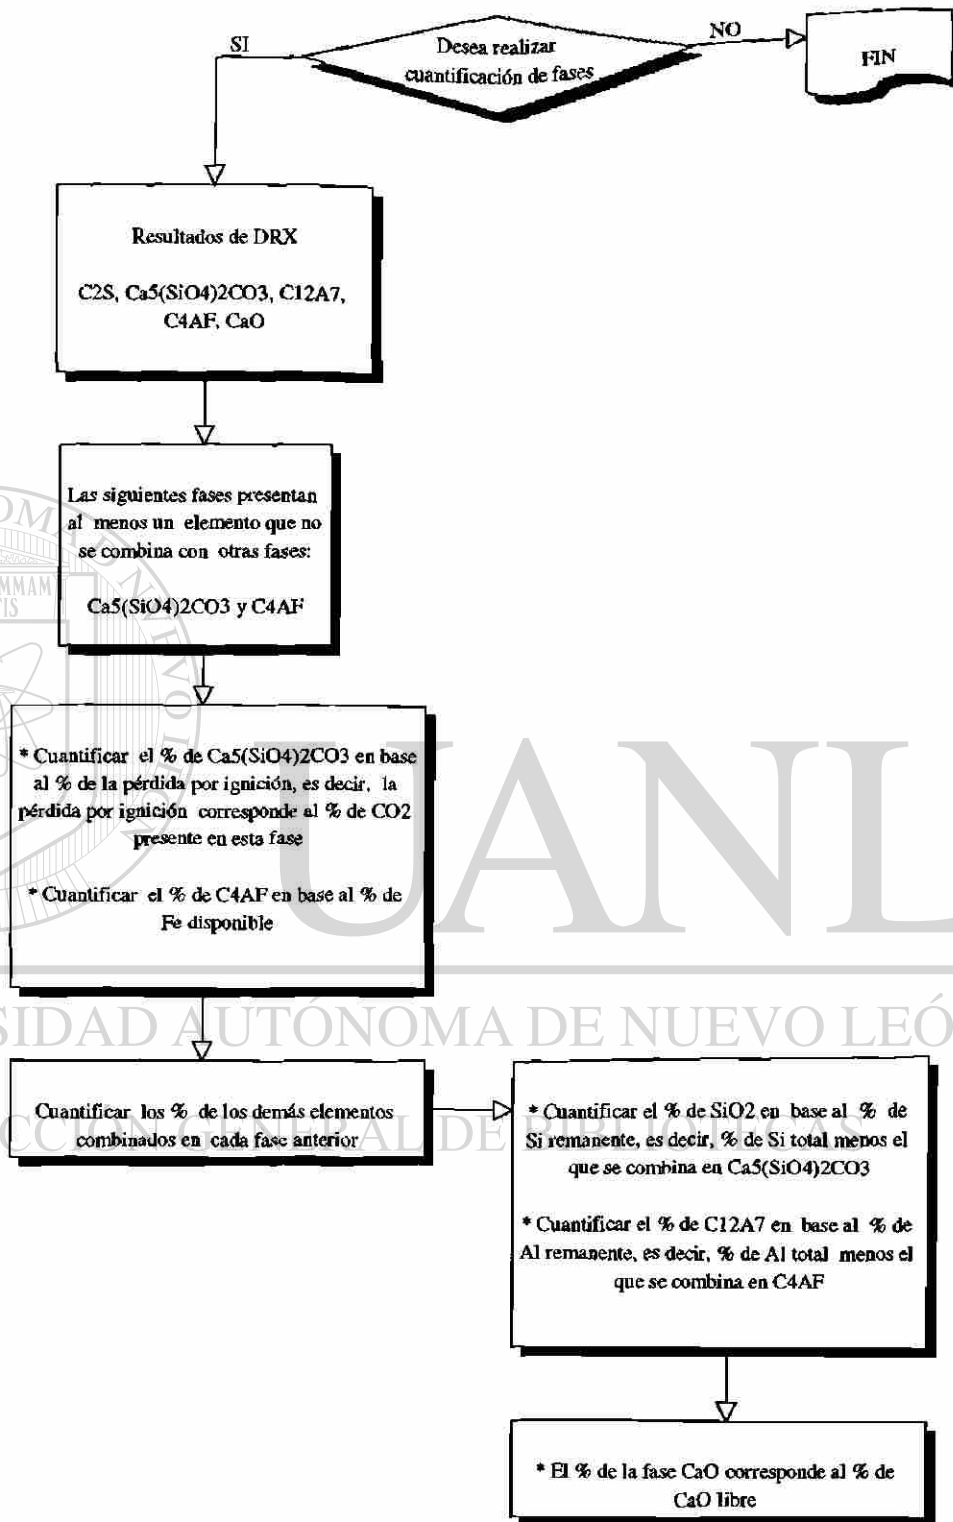 SI
Desea realizar
cuantificación de fases
NO
FIN
Resultados de DRX
C2S, Ca5(SiO4)2CO3, C12A7,
C4AF, CaO
Las siguientes fases presentan
al menos un elemento que no
se combina con otras fases:
Ca5(SiO4)2CO3 y C4AF
* Cuantificar el % de Ca5(SiO4)2CO3 en base
al % de la pérdida por ignición, es decir, la
pérdida por ignición corresponde al % de CO2
presente en esta fase
* Cuantificar el % de C4AF en base al % de
Fe disponible
UANL
SIDAD AUTÓNOMA DE NUEVO LEÓ
Cuantificar los % de los demás elementos
combinados en cada fase anterior
CCIÓN GENERAL DE BIBLIOTECAS
* Cuantificar el % de SiO2 en base al % de
Si remanente, es decir, % de Si total menos el
que se combina en Ca5(SiO4)2CO3
* Cuantificar el % de C12A7 en base al % de
Al remanente, es decir, % de Al total menos el
que se combina en C4AF
* El % de la fase CaO corresponde al % de
CaO libre